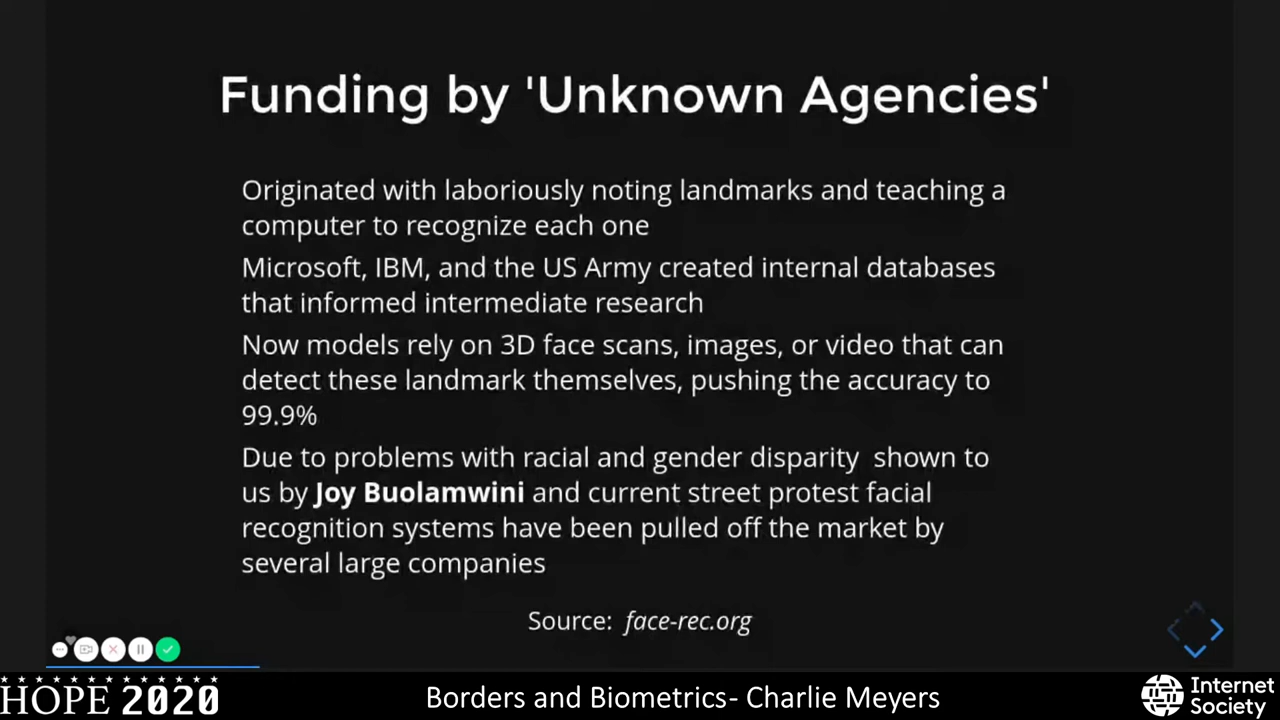 Funding by 'Unknown Agencies'
Originated with laboriously noting landmarks and teaching a
computer to recognize each one
Microsoft, IBM, and the US Army created internal databases
that informed intermediate research
Now models rely on 3D face scans, images, or video that can
detect these landmark themselves, pushing the accuracy to
99.9%
Due to problems with racial and gender disparity  shown to
us by Joy Buolamwini and current street protest facial
recognition systems have been pulled off the market by
several large companies
Source: face-rec.org
HOPE 2020
Borders and Biometrics- Charlie Meyers
Internet
Society